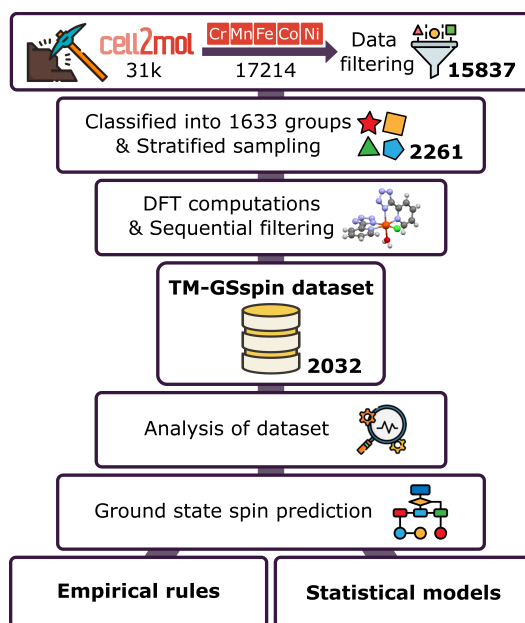 cell2mol
31k
Cr Mn Fe Co Ni
17214
Data
filtering
15837
Classified into 1633 groups
& Stratified sampling
2261
DFT computations
& Sequential filtering
TM-GSspin dataset
2032
Analysis of dataset
Ground state spin prediction
Empirical rules
Statistical models